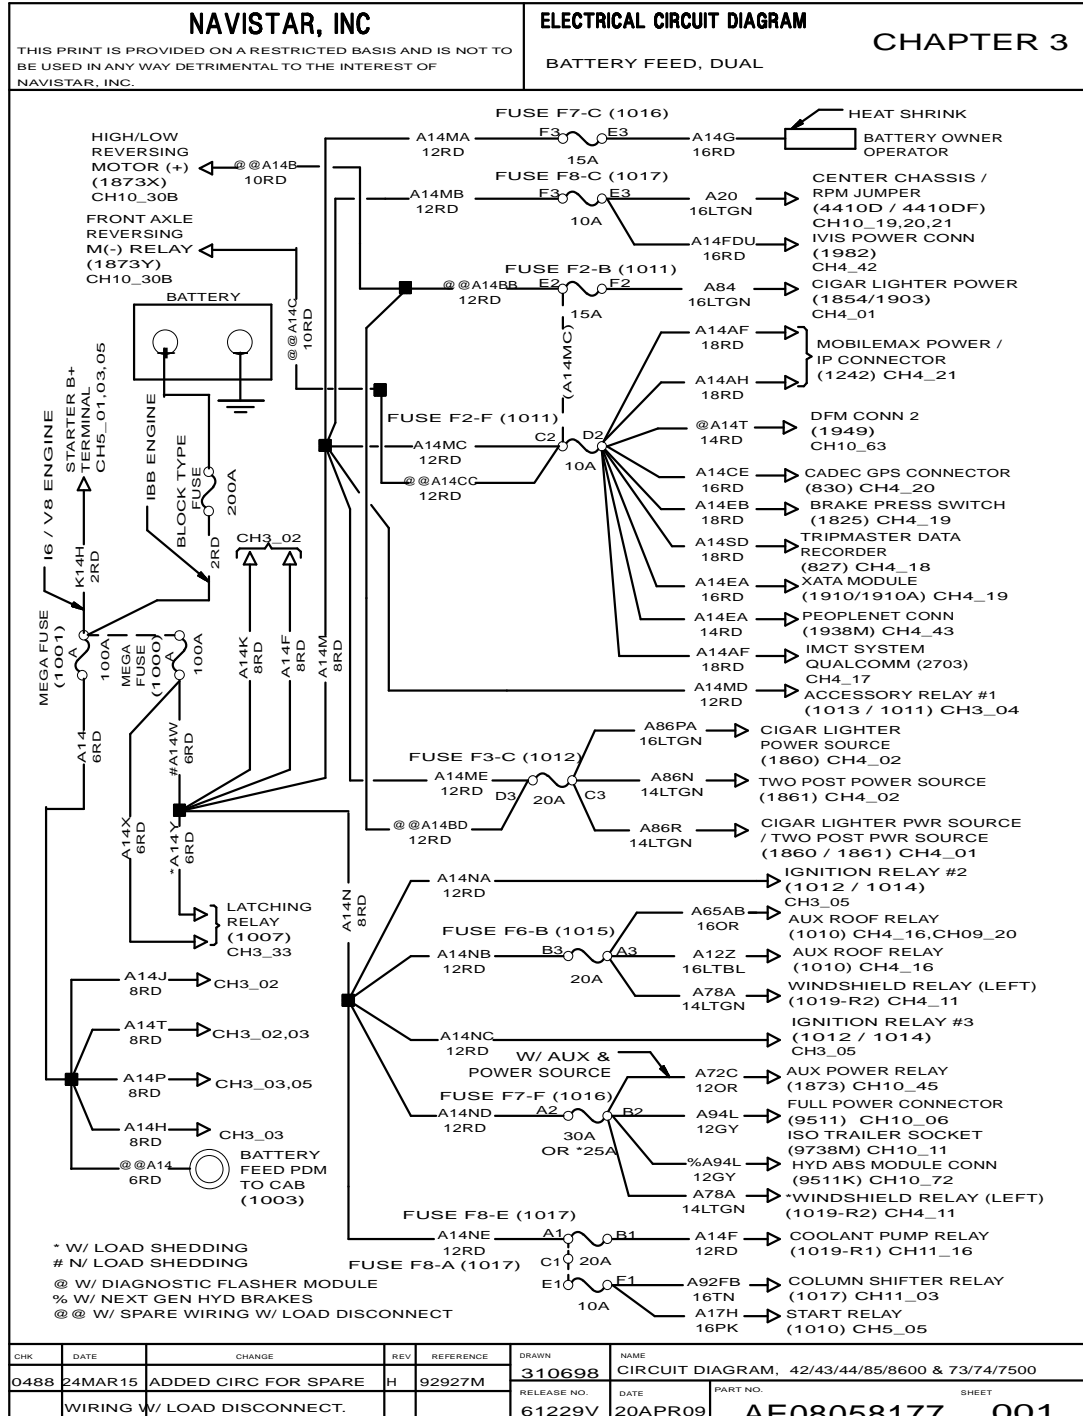 NAVISTAR, INC
THIS PRINT IS PROVIDED ON A RESTRICTED BASIS AND IS NOT TO
BE USED IN ANY WAY DETRIMENTAL TO THE INTEREST OF
NAVISTAR, INC.
ELECTRICAL CIRCUIT DIAGRAM
BATTERY FEED, DUAL
CHAPTER 3
HIGH/LOW
REVERSING
MOTOR (+)
(1873X)
CH10_30B
@@A14B
10RD
FRONT AXLE
REVERSING
M(-) RELAY
(1873Y)
CH10_30B
@@A14C
10RD
BATTERY
I6 / V8 ENGINE
STARTER B+
TERMINAL
CH5_01,03,05
K14H
2RD
IBB ENGINE
BLOCK TYPE
FUSE
200A
2RD
CH3_02
MEGA FUSE
(1001)
A
100A
MEGA
FUSE
(1000)
A
100A
A14K
8RD
A14F
8RD
A14M
8RD
A14
6RD
#A14W
6RD
A14X
6RD
*A14Y
6RD
LATCHING
RELAY
(1007)
CH3_33
A14N
8RD
A14J
8RD
CH3_02
A14T
8RD
CH3_02,03
A14P
8RD
CH3_03,05
A14H
8RD
CH3_03
@@A14
6RD
BATTERY
FEED PDM
TO CAB
(1003)
FUSE F7-C (1016)
A14MA
12RD
F3
E3
15A
A14G
16RD
HEAT SHRINK
BATTERY OWNER
OPERATOR
FUSE F8-C (1017)
A14MB
12RD
F3
E3
10A
A20
16LTGN
CENTER CHASSIS /
RPM JUMPER
(4410D / 4410DF)
CH10_19,20,21
A14FDU
16RD
IVIS POWER CONN
(1982)
CH4_42
FUSE F2-B (1011)
@@A14BB
12RD
E2
F2
15A
A84
16LTGN
CIGAR LIGHTER POWER
(1854/1903)
CH4_01
(A14MC)
A14AF
18RD
A14AH
18RD
MOBILEMAX POWER /
IP CONNECTOR
(1242) CH4_21
FUSE F2-F (1011)
A14MC
12RD
C2
D2
10A
@@A14CC
12RD
@A14T
14RD
DFM CONN 2
(1949)
CH10_63
A14CE
16RD
CADEC GPS CONNECTOR
(830) CH4_20
A14EB
18RD
BRAKE PRESS SWITCH
(1825) CH4_19
A14SD
18RD
TRIPMASTER DATA
RECORDER
(827) CH4_18
A14EA
16RD
XATA MODULE
(1910/1910A) CH4_19
A14EA
14RD
PEOPLENET CONN
(1938M) CH4_43
A14AF
18RD
IMCT SYSTEM
QUALCOMM (2703)
CH4_17
A14MD
12RD
ACCESSORY RELAY #1
(1013 / 1011) CH3_04
FUSE F3-C (1012)
A14ME
12RD
D3
20A
C3
@@A14BD
12RD
A86PA
16LTGN
CIGAR LIGHTER
POWER SOURCE
(1860) CH4_02
A86N
14LTGN
TWO POST POWER SOURCE
(1861) CH4_02
A86R
14LTGN
CIGAR LIGHTER PWR SOURCE
/ TWO POST PWR SOURCE
(1860 / 1861) CH4_01
A14NA
12RD
IGNITION RELAY #2
(1012 / 1014)
CH3_05
FUSE F6-B (1015)
A14NB
12RD
B3
A3
20A
A65AB
16OR
AUX ROOF RELAY
(1010) CH4_16,CH09_20
A12Z
16LTBL
AUX ROOF RELAY
(1010) CH4_16
A78A
14LTGN
WINDSHIELD RELAY (LEFT)
(1019-R2) CH4_11
A14NC
12RD
IGNITION RELAY #3
(1012 / 1014)
CH3_05
W/ AUX &
POWER SOURCE
FUSE F7-F (1016)
A14ND
12RD
A2
B2
30A
OR *25A
A72C
12OR
AUX POWER RELAY
(1873) CH10_45
A94L
12GY
FULL POWER CONNECTOR
(9511) CH10_06
ISO TRAILER SOCKET
(9738M) CH10_11
%A94L
12GY
HYD ABS MODULE CONN
(9511K) CH10_72
A78A
14LTGN
*WINDSHIELD RELAY (LEFT)
(1019-R2) CH4_11
FUSE F8-E (1017)
A14NE
12RD
A1
B1
20A
A14F
12RD
COOLANT PUMP RELAY
(1019-R1) CH11_16
FUSE F8-A (1017)
C1
E1
F1
10A
A92FB
16TN
COLUMN SHIFTER RELAY
(1017) CH11_03
A17H
16PK
START RELAY
(1010) CH5_05
* W/ LOAD SHEDDING
# N/ LOAD SHEDDING
@ W/ DIAGNOSTIC FLASHER MODULE
% W/ NEXT GEN HYD BRAKES
@@ W/ SPARE WIRING W/ LOAD DISCONNECT
CHK DATE CHANGE REV REFERENCE
0488 24MAR15 ADDED CIRC FOR SPARE H 92927M
WIRING W/ LOAD DISCONNECT.
DRAWN
310698
NAME
CIRCUIT DIAGRAM, 42/43/44/85/8600 & 73/74/7500
RELEASE NO.
61229V
DATE
20APR09
PART NO.
AE08058177
SHEET
001